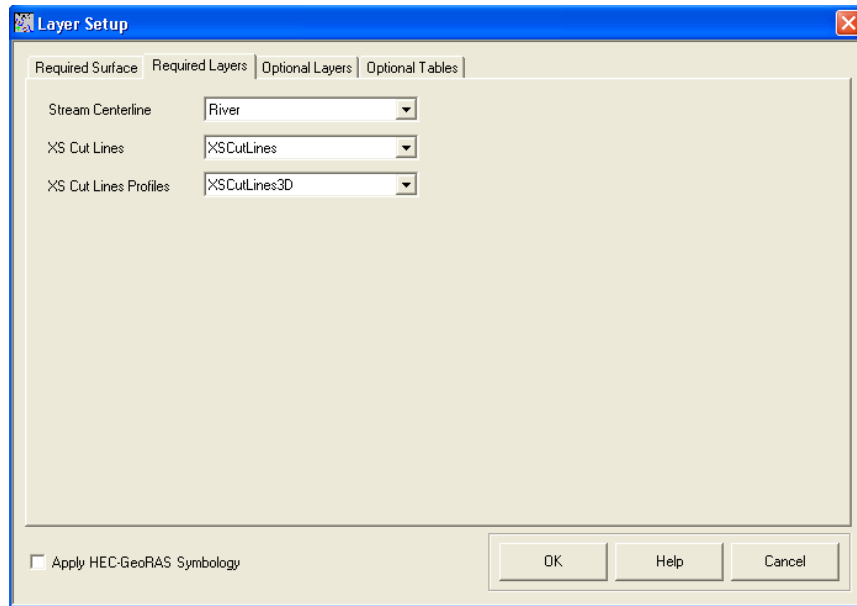 Layer Setup
Required Surface Required Layers Optional Layers Optional Tables
Stream Centerline River
XS Cut Lines XSCutLines
XS Cut Lines Profiles XSCutLines3D
Apply HEC-GeoRAS Symbology OK Help Cancel